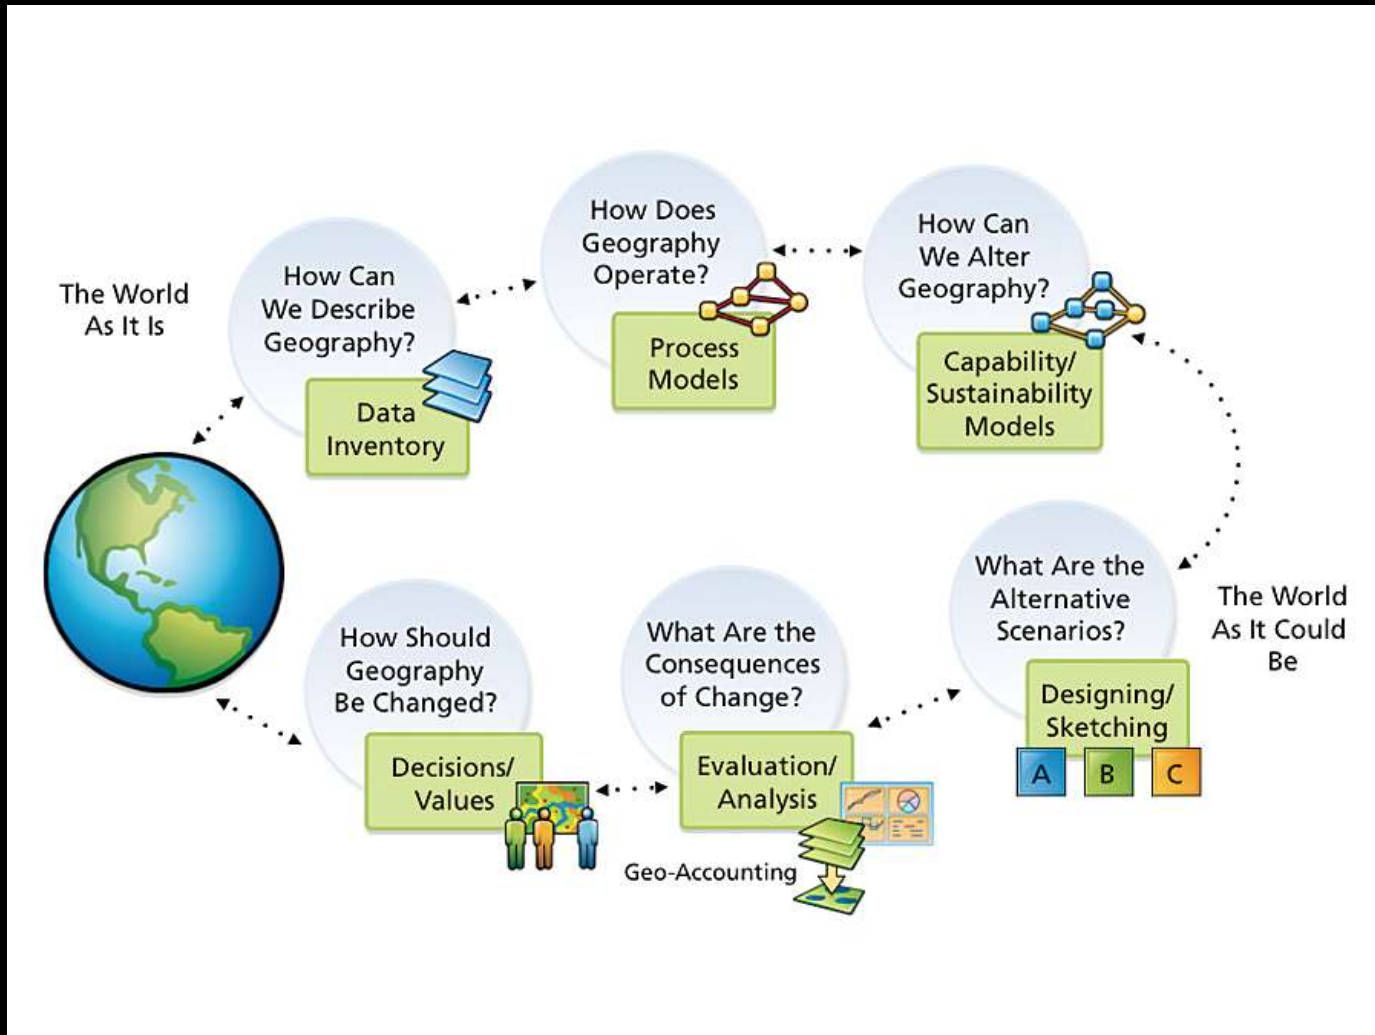 The World
As It Is
How Can
We Describe
Geography?
Data
Inventory
How Does
Geography
Operate?
Process
Models
How Can
We Alter
Geography?
Capability/
Sustainability
Models
The World
As It Could
Be
What Are the
Alternative
Scenarios?
Designing/
Sketching
A B C
What Are the
Consequences
of Change?
Evaluation/
Analysis
Geo-Accounting
How Should
Geography
Be Changed?
Decisions/
Values